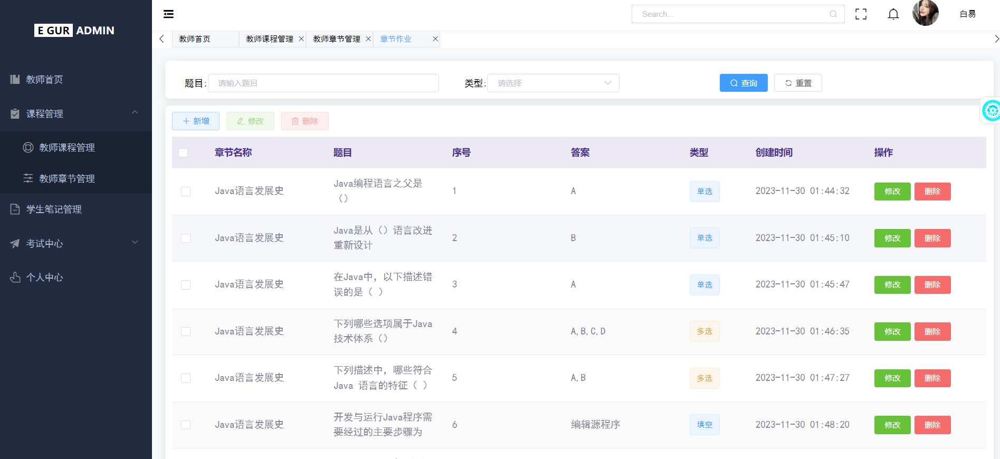 E GUR ADMIN
Search...
白易
教师首页
教师课程管理
教师章节管理
章节作业
教师首页
课程管理
教师课程管理
教师章节管理
学生笔记管理
考试中心
个人中心
题目:
请输入题目
类型:
请选择
查询
重置
新增
修改
删除
章节名称 题目 序号 答案 类型 创建时间 操作
Java语言发展史
Java编程语言之父是
（）
1
A
单选
2023-11-30 01:44:32
修改
删除
Java语言发展史
Java是从（）语言改进
重新设计
2
B
单选
2023-11-30 01:45:10
修改
删除
Java语言发展史
在Java中，以下描述错
误的是（ ）
3
A
单选
2023-11-30 01:45:47
修改
删除
Java语言发展史
下列哪些选项属于Java
技术体系（）
4
A,B,C,D
多选
2023-11-30 01:46:35
修改
删除
Java语言发展史
下列描述中，哪些符合
Java 语言的特征（ ）
5
A,B
多选
2023-11-30 01:47:27
修改
删除
Java语言发展史
开发与运行Java程序需
要经过的主要步骤为
6
编辑源程序
填空
2023-11-30 01:48:20
修改
删除